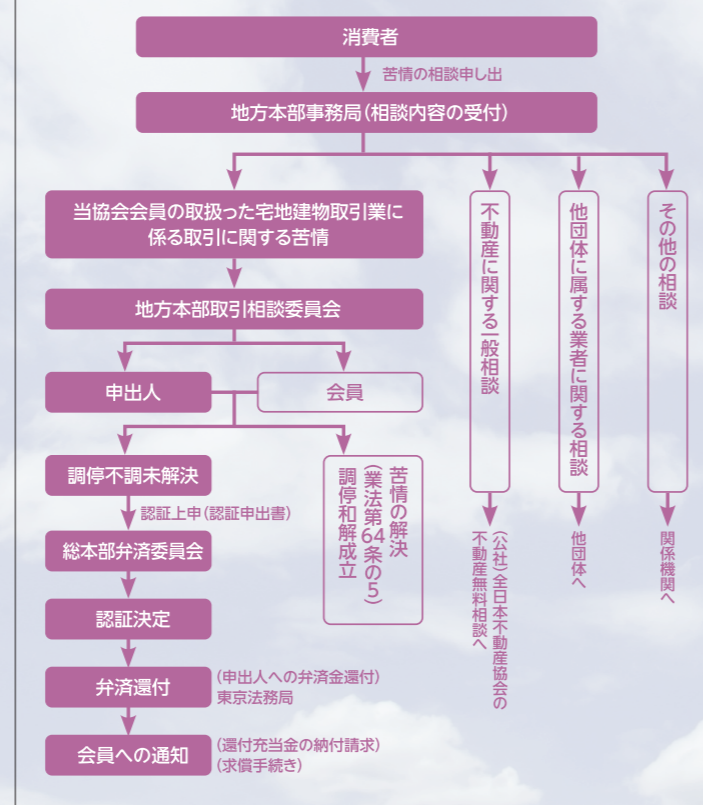 消費者
苦情の相談申し出
地方本部事務局(相談内容の受付)
当協会会員の取扱った宅地建物取引業に
係る取引に関する苦情
不動産に関する一般相談
他団体に属する業者に関する相談
その他の相談
地方本部取引相談委員会
申出人
会員
調停不調未解決
苦情の解決
(業法第64条の5)
調停和解成立
(公社)全日本不動産協会の
不動産無料相談へ
他団体へ
関係機関へ
認証上申(認証申出書)
総本部弁済委員会
認証決定
弁済還付
(申出人への弁済金還付)
東京法務局
会員への通知
(還付充当金の納付請求)
(求償手続き)